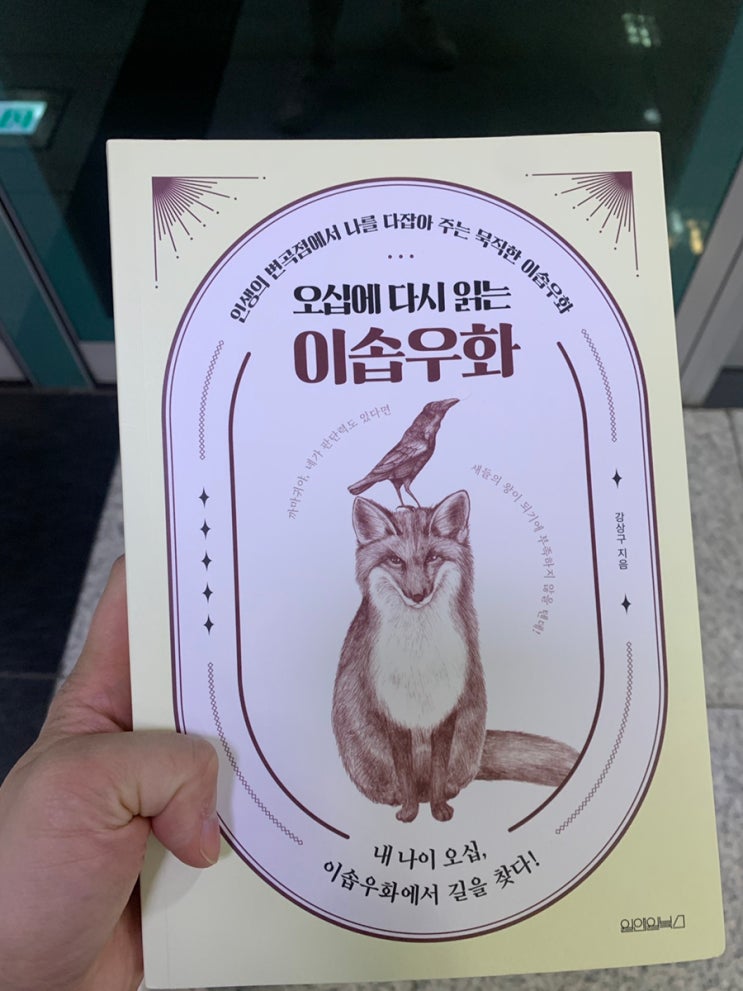 인생의 변곡점에서 나를 다잡아 주는 묵직한 이솝우화
오십에 다시 읽는
이솝우화
까마귀야, 네가 판단력도 있다면
새들의 왕이 되기에 부족하지 않을 텐데!
강상구 지음
내 나이 오십,
이솝우화에서 길을 찾다!
원앤원북스